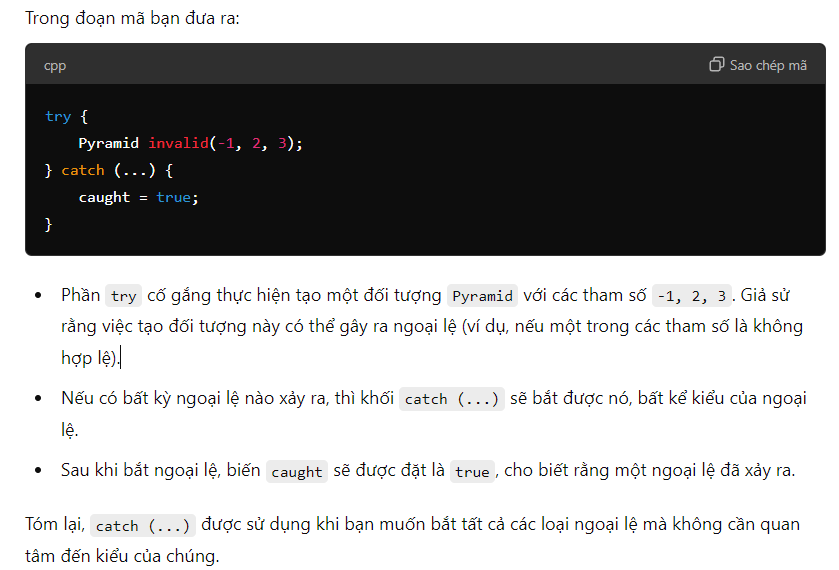 Trong đoạn mã bạn đưa ra:
cpp
Sao chép mã
try {
    Pyramid invalid(-1, 2, 3);
} catch (...) {
    caught = true;
}
• Phần try cố gắng thực hiện tạo một đối tượng Pyramid với các tham số -1, 2, 3. Giả sử
rằng việc tạo đối tượng này có thể gây ra ngoại lệ (ví dụ, nếu một trong các tham số là không
hợp lệ).
• Nếu có bất kỳ ngoại lệ nào xảy ra, thì khối catch (...) sẽ bắt được nó, bất kể kiểu của ngoại
lệ.
• Sau khi bắt ngoại lệ, biến caught sẽ được đặt là true, cho biết rằng một ngoại lệ đã xảy ra.
Tóm lại, catch (...) được sử dụng khi bạn muốn bắt tất cả các loại ngoại lệ mà không cần quan
tâm đến kiểu của chúng.